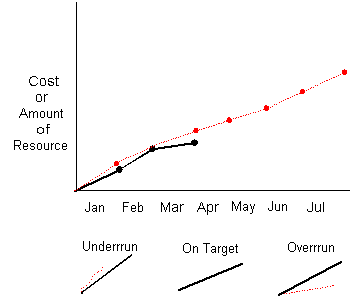 Cost
or
Amount
of
Resource
Jan Feb Mar Apr May Jun Jul
Underrrun On Target Overrrun